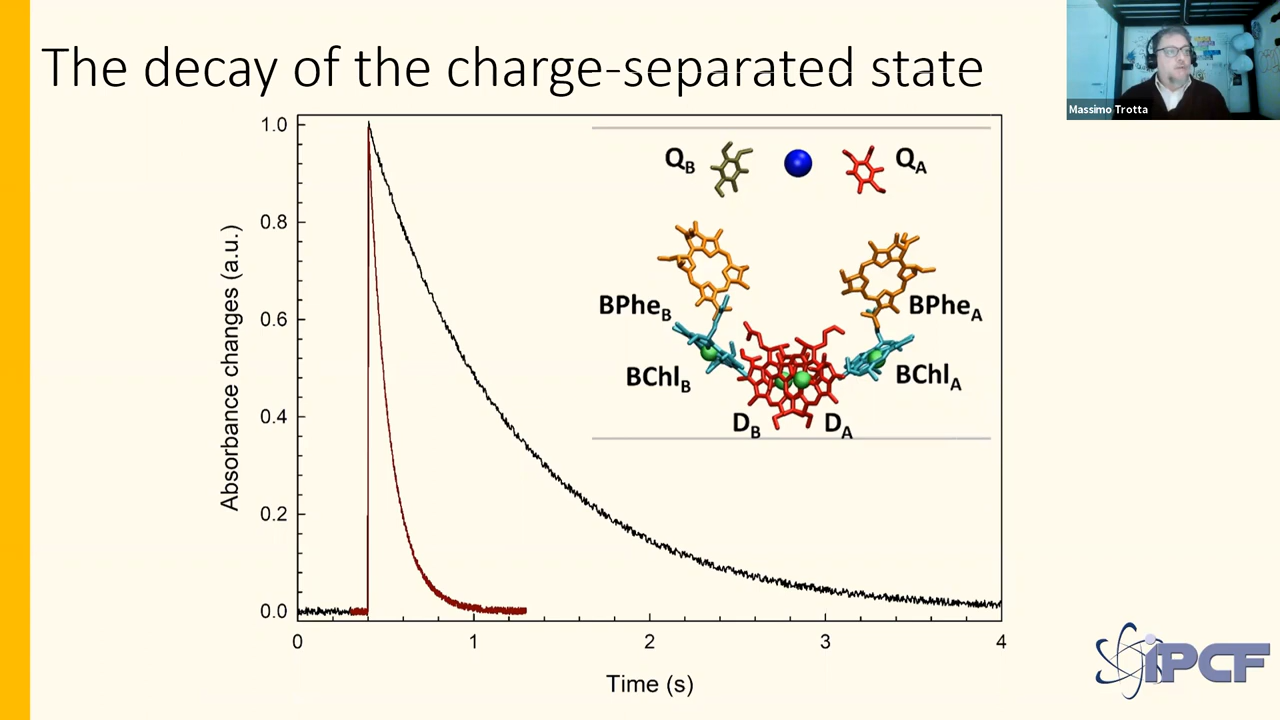 The decay of the charge-separated state
Massimo Trotta
1.0
0.8
0.6
0.4
0.2
0.0
Absorbance changes (a.u.)
0 1 2 3 4
Time (s)
QB QA
BPheB BPheA
BChlB BChlA
DB DA
iPCF